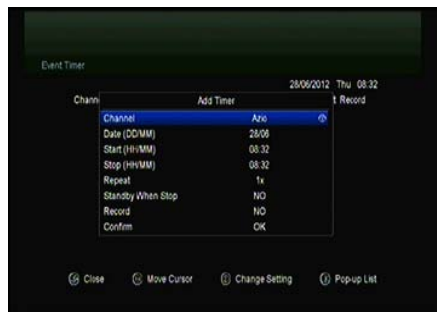 Event Timer
28/06/2012 Thu 08:32
Chann t Record
Add Timer
Channel Azio
Date (DD/MM) 28/06
Start (HH/MM) 08:32
Stop (HH/MM) 08:32
Repeat 1x
Standby When Stop NO
Record NO
Confirm OK
Close Move Cursor Change Setting Pop-up List